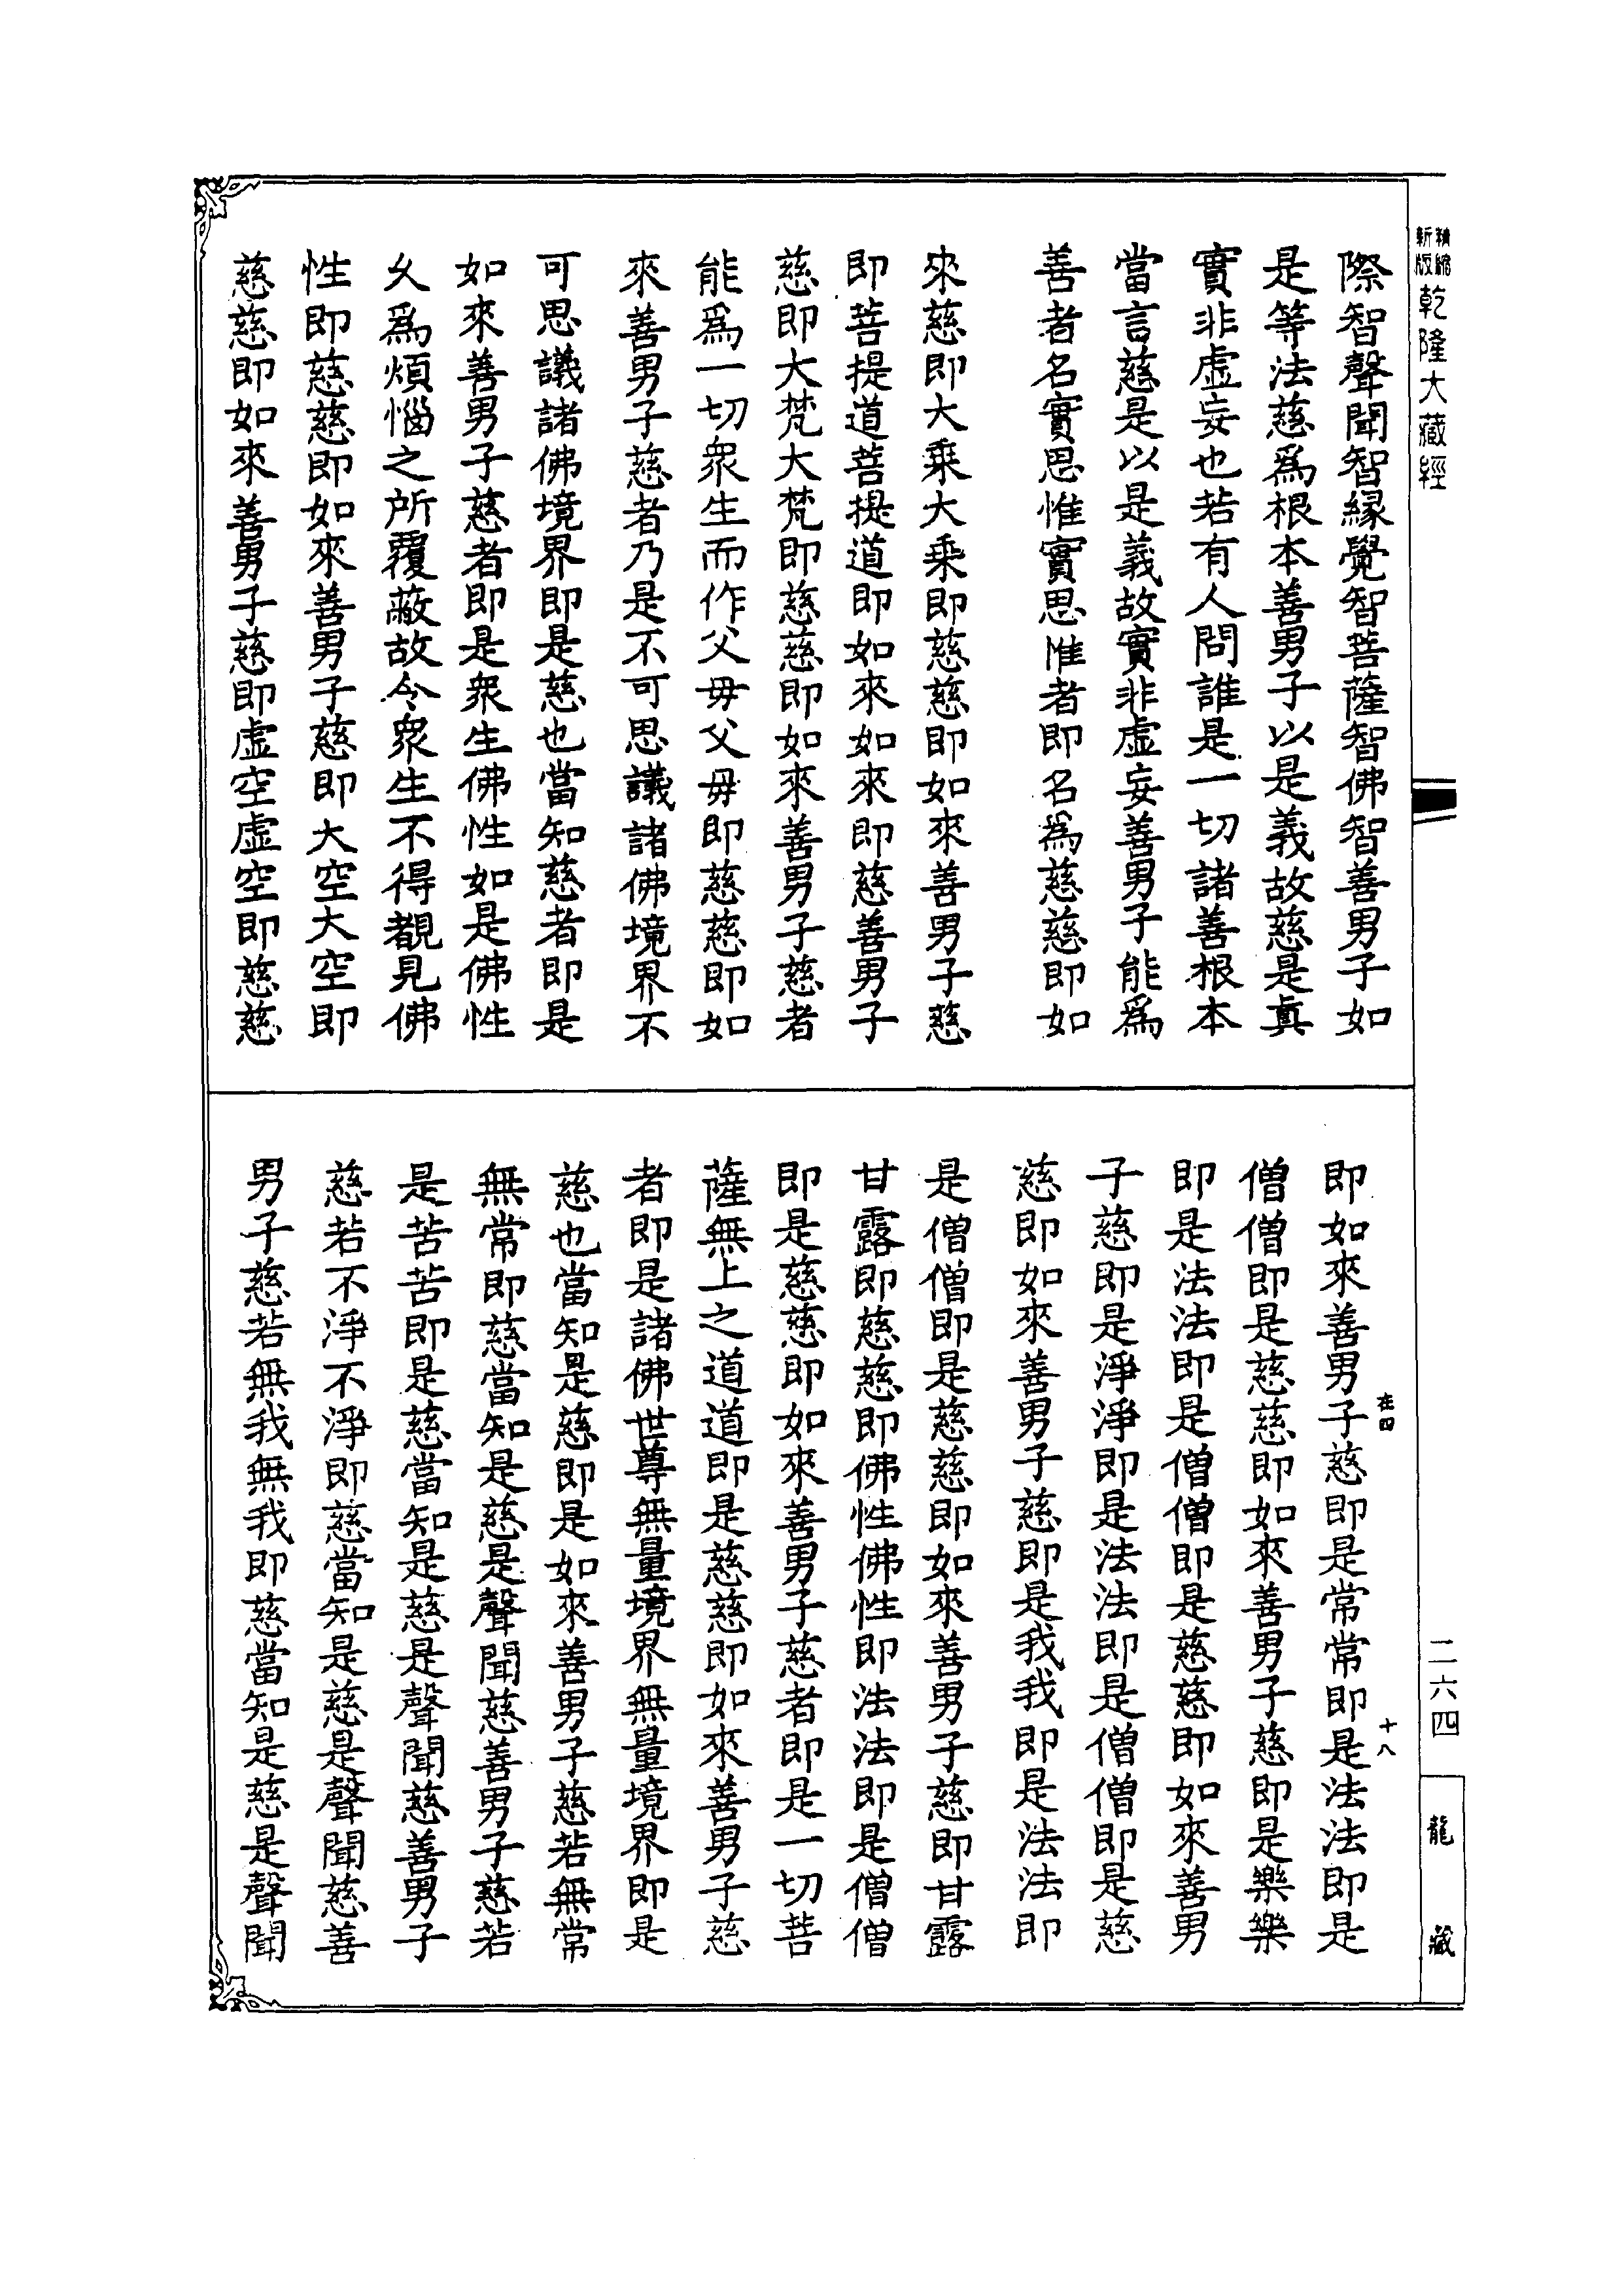 精縮
新版
乾隆大藏經
際智聲聞智緣覺智菩薩智佛智善男子如
是等法慈爲根本善男子以是義故慈是眞
實非虛妄也若有人問誰是一切諸善根本
當言慈是以是義故實非虛妄善男子能爲
善者名實思惟實思惟者即名爲慈慈即如
來慈即大乘大乘即慈慈即如來善男子慈
即菩提道菩提道即如來如來即慈善男子
慈即大梵大梵即慈慈即如來善男子慈者
能爲一切衆生而作父毋父毋即慈慈即如
來善男子慈者乃是不可思議諸佛境界不
可思議諸佛境界即是慈也當知慈者即是
如來善男子慈者即是衆生佛性如是佛性
久爲煩惱之所覆蔽故令衆生不得覩見佛
性即慈慈即如來善男子慈即大空大空即
慈慈即如來善男子慈即虛空虛空即慈慈
即如來善男子慈即是常常即是法法即是
僧僧即是慈慈即如來善男子慈即是樂樂
即是法法即是僧僧即是慈慈即如來善男
子慈即是淨淨即是法法即是僧僧即是慈
慈即如來善男子慈即是我我即是法法即
是僧僧即是慈慈即如來善男子慈即甘露
甘露即慈慈即佛性佛性即法法即是僧僧
即是慈慈即如來善男子慈者即是一切菩
薩無上之道道即是慈慈即如來善男子慈
者即是諸佛世尊無量境界無量境界即是
慈也當知是慈即是如來善男子慈若無常
無常即慈當知是慈是聲聞慈善男子慈若
是苦苦即是慈當知是慈是聲聞慈善男子
慈若不淨不淨即慈當知是慈是聲聞慈善
男子慈若無我無我即慈當知是慈是聲聞
在四
十八
二六四
龍藏